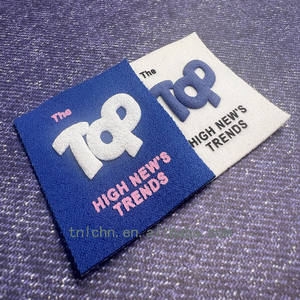 The
TOP
HIGH NEW'S
TRENDS
The
TOP
HIGH NEW'S
TRENDS